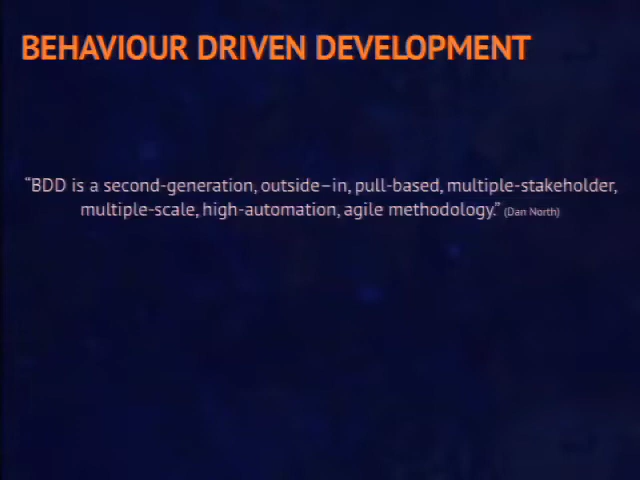 BEHAVIOUR DRIVEN DEVELOPMENT
“BDD is a second-generation, outside–in, pull-based, multiple-stakeholder,
multiple-scale, high-automation, agile methodology.” (Dan North)